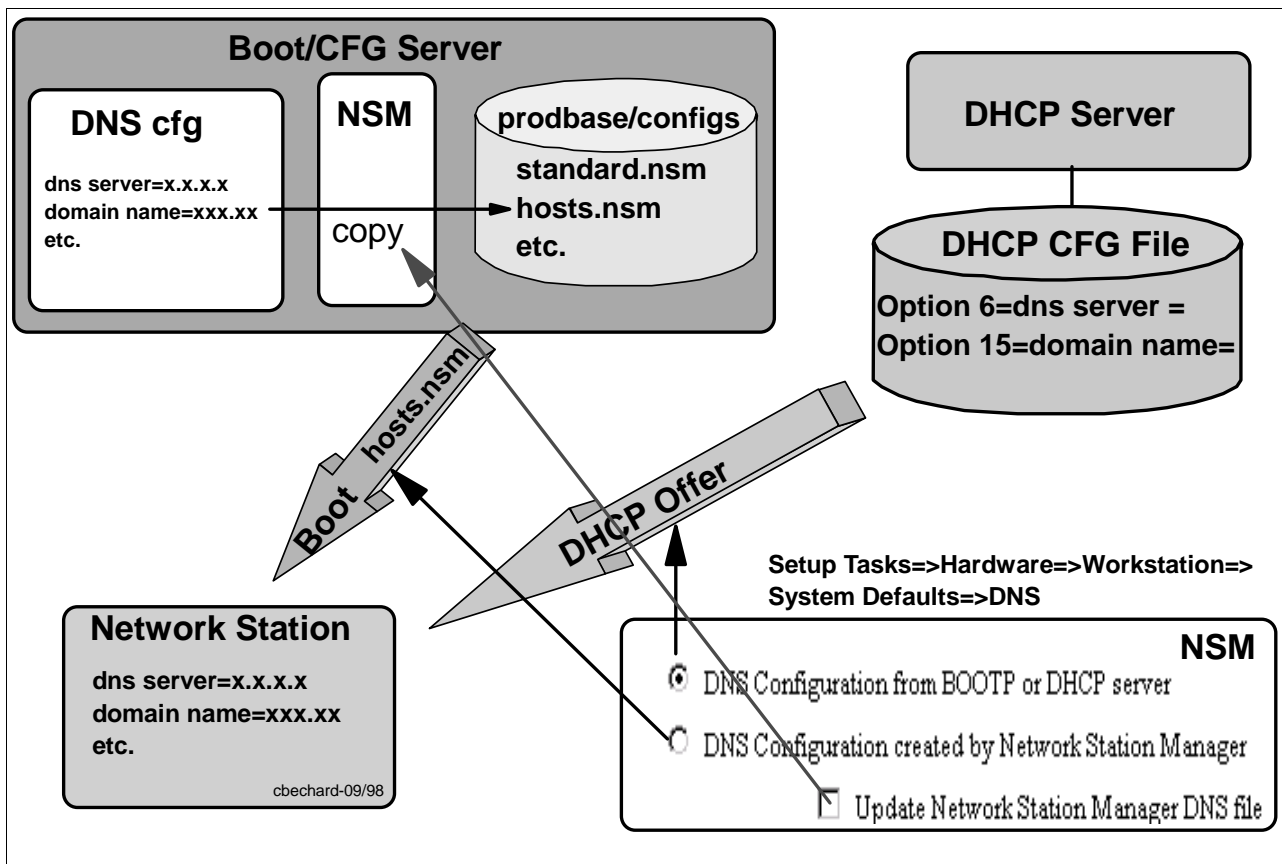 Boot/CFG Server
DNS cfg
dns server=x.x.x.x
domain name=xxx.xx
etc.
NSM
copy
prodbase/configs
standard.nsm
hosts.nsm
etc.
DHCP Server
DHCP CFG File
Option 6=dns server =
Option 15=domain name=
Boot hosts.nsm
DHCP Offer
Network Station
dns server=x.x.x.x
domain name=xxx.xx
etc.
cbechard-09/98
Setup Tasks=>Hardware=>Workstation=>
System Defaults=>DNS
NSM
DNS Configuration from BOOTP or DHCP server
DNS Configuration created by Network Station Manager
Update Network Station Manager DNS file